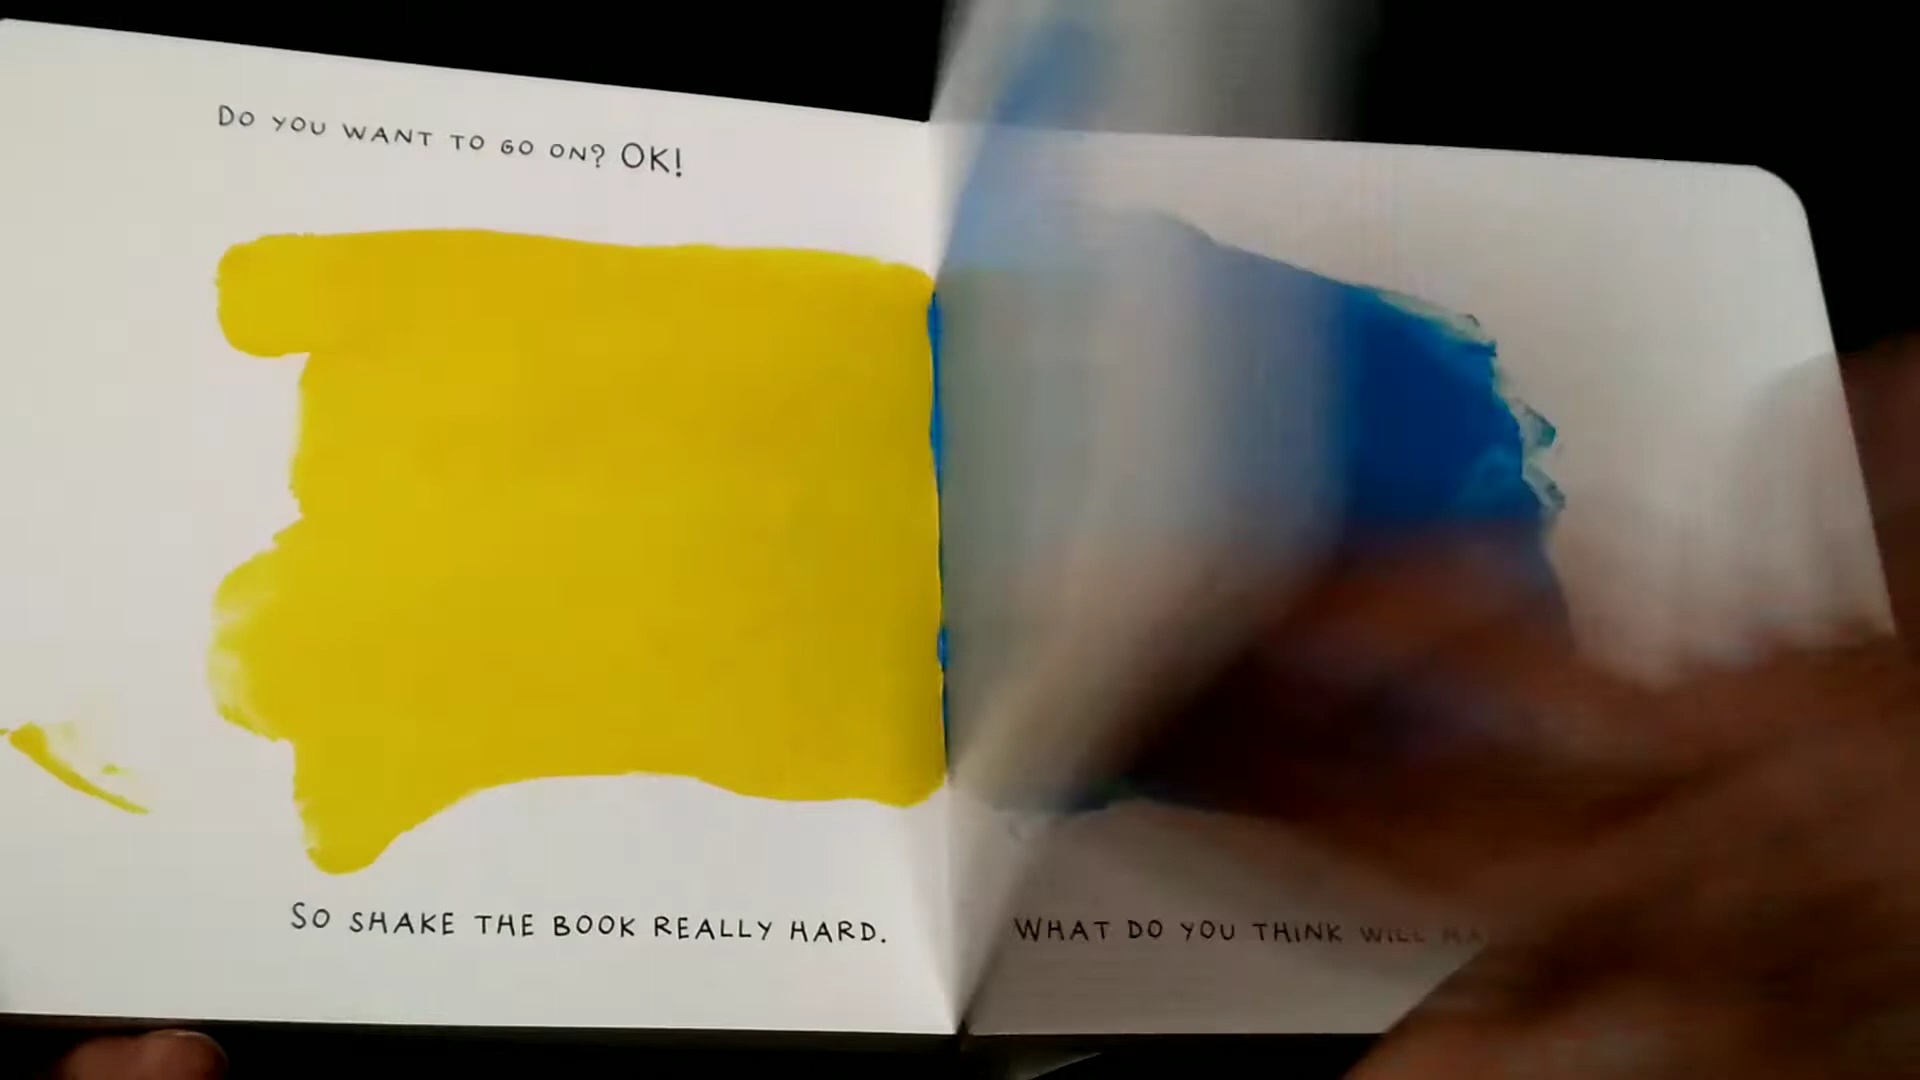 DO YOU WANT TO GO ON? OK!
SO SHAKE THE BOOK REALLY HARD.
WHAT DO YOU THINK WILL